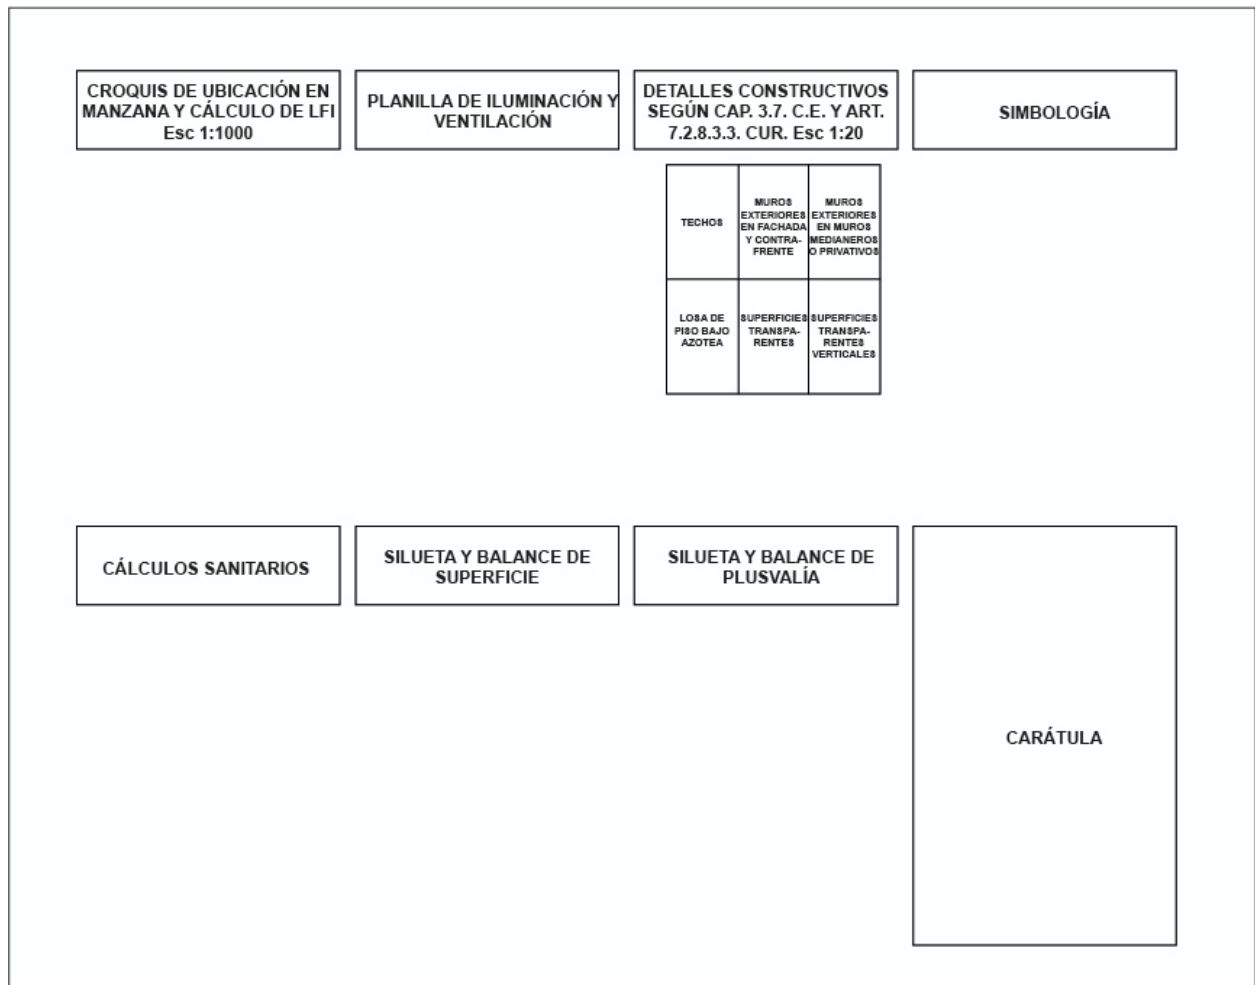 CROQUIS DE UBICACIÓN EN
MANZANA Y CÁLCULO DE LFI
Esc 1:1000
PLANILLA DE ILUMINACIÓN Y
VENTILACIÓN
DETALLES CONSTRUCTIVOS
SEGÚN CAP. 3.7. C.E. Y ART.
7.2.8.3.3. CUR. Esc 1:20
SIMBOLOGÍA
TECHOS
MUROS
EXTERIORES
EN FACHADA
Y CONTRA-
FRENTE
MUROS
EXTERIORES
EN MUROS
MEDIANEROS
O PRIVATIVOS
LOSA DE
PISO BAJO
AZOTEA
SUPERFICIES
TRANSPA-
RENTES
SUPERFICIES
TRANSPA-
RENTES
VERTICALES
CÁLCULOS SANITARIOS
SILUETA Y BALANCE DE
SUPERFICIE
SILUETA Y BALANCE DE
PLUSVALÍA
CARÁTULA